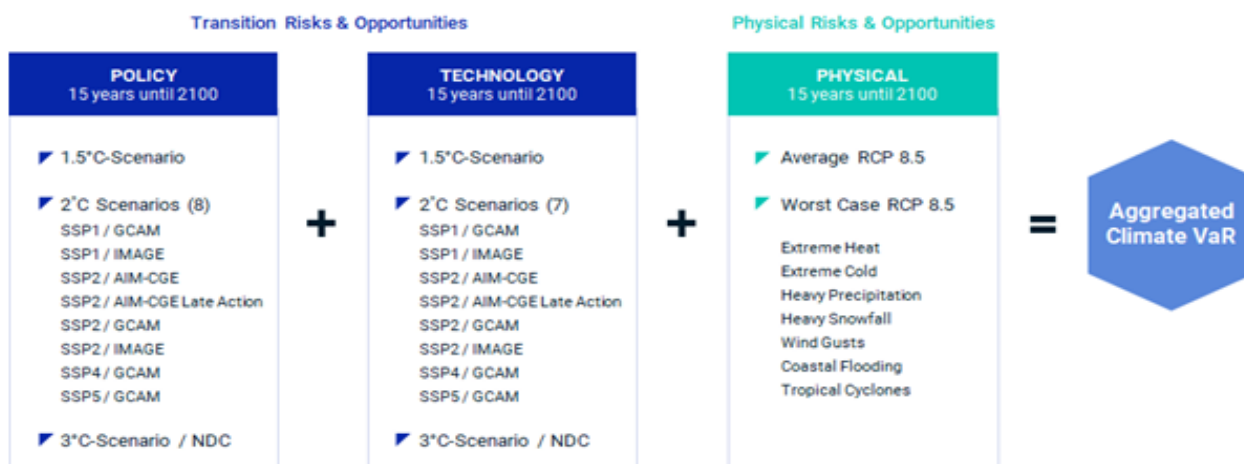 Transition Risks & Opportunities
Physical Risks & Opportunities
POLICY
15 years until 2100
1.5°C-Scenario
2°C Scenarios (8)
SSP1 / GCAM
SSP1 / IMAGE
SSP2 / AIM-CGE
SSP2 / AIM-CGE Late Action
SSP2 / GCAM
SSP2 / IMAGE
SSP4 / GCAM
SSP5 / GCAM
3°C-Scenario / NDC
+
TECHNOLOGY
15 years until 2100
1.5°C-Scenario
2°C Scenarios (7)
SSP1 / GCAM
SSP1 / IMAGE
SSP2 / AIM-CGE
SSP2 / AIM-CGE Late Action
SSP2 / GCAM
SSP2 / IMAGE
SSP4 / GCAM
SSP5 / GCAM
3°C-Scenario / NDC
+
PHYSICAL
15 years until 2100
Average RCP 8.5
Worst Case RCP 8.5
Extreme Heat
Extreme Cold
Heavy Precipitation
Heavy Snowfall
Wind Gusts
Coastal Flooding
Tropical Cyclones
=
Aggregated
Climate VaR